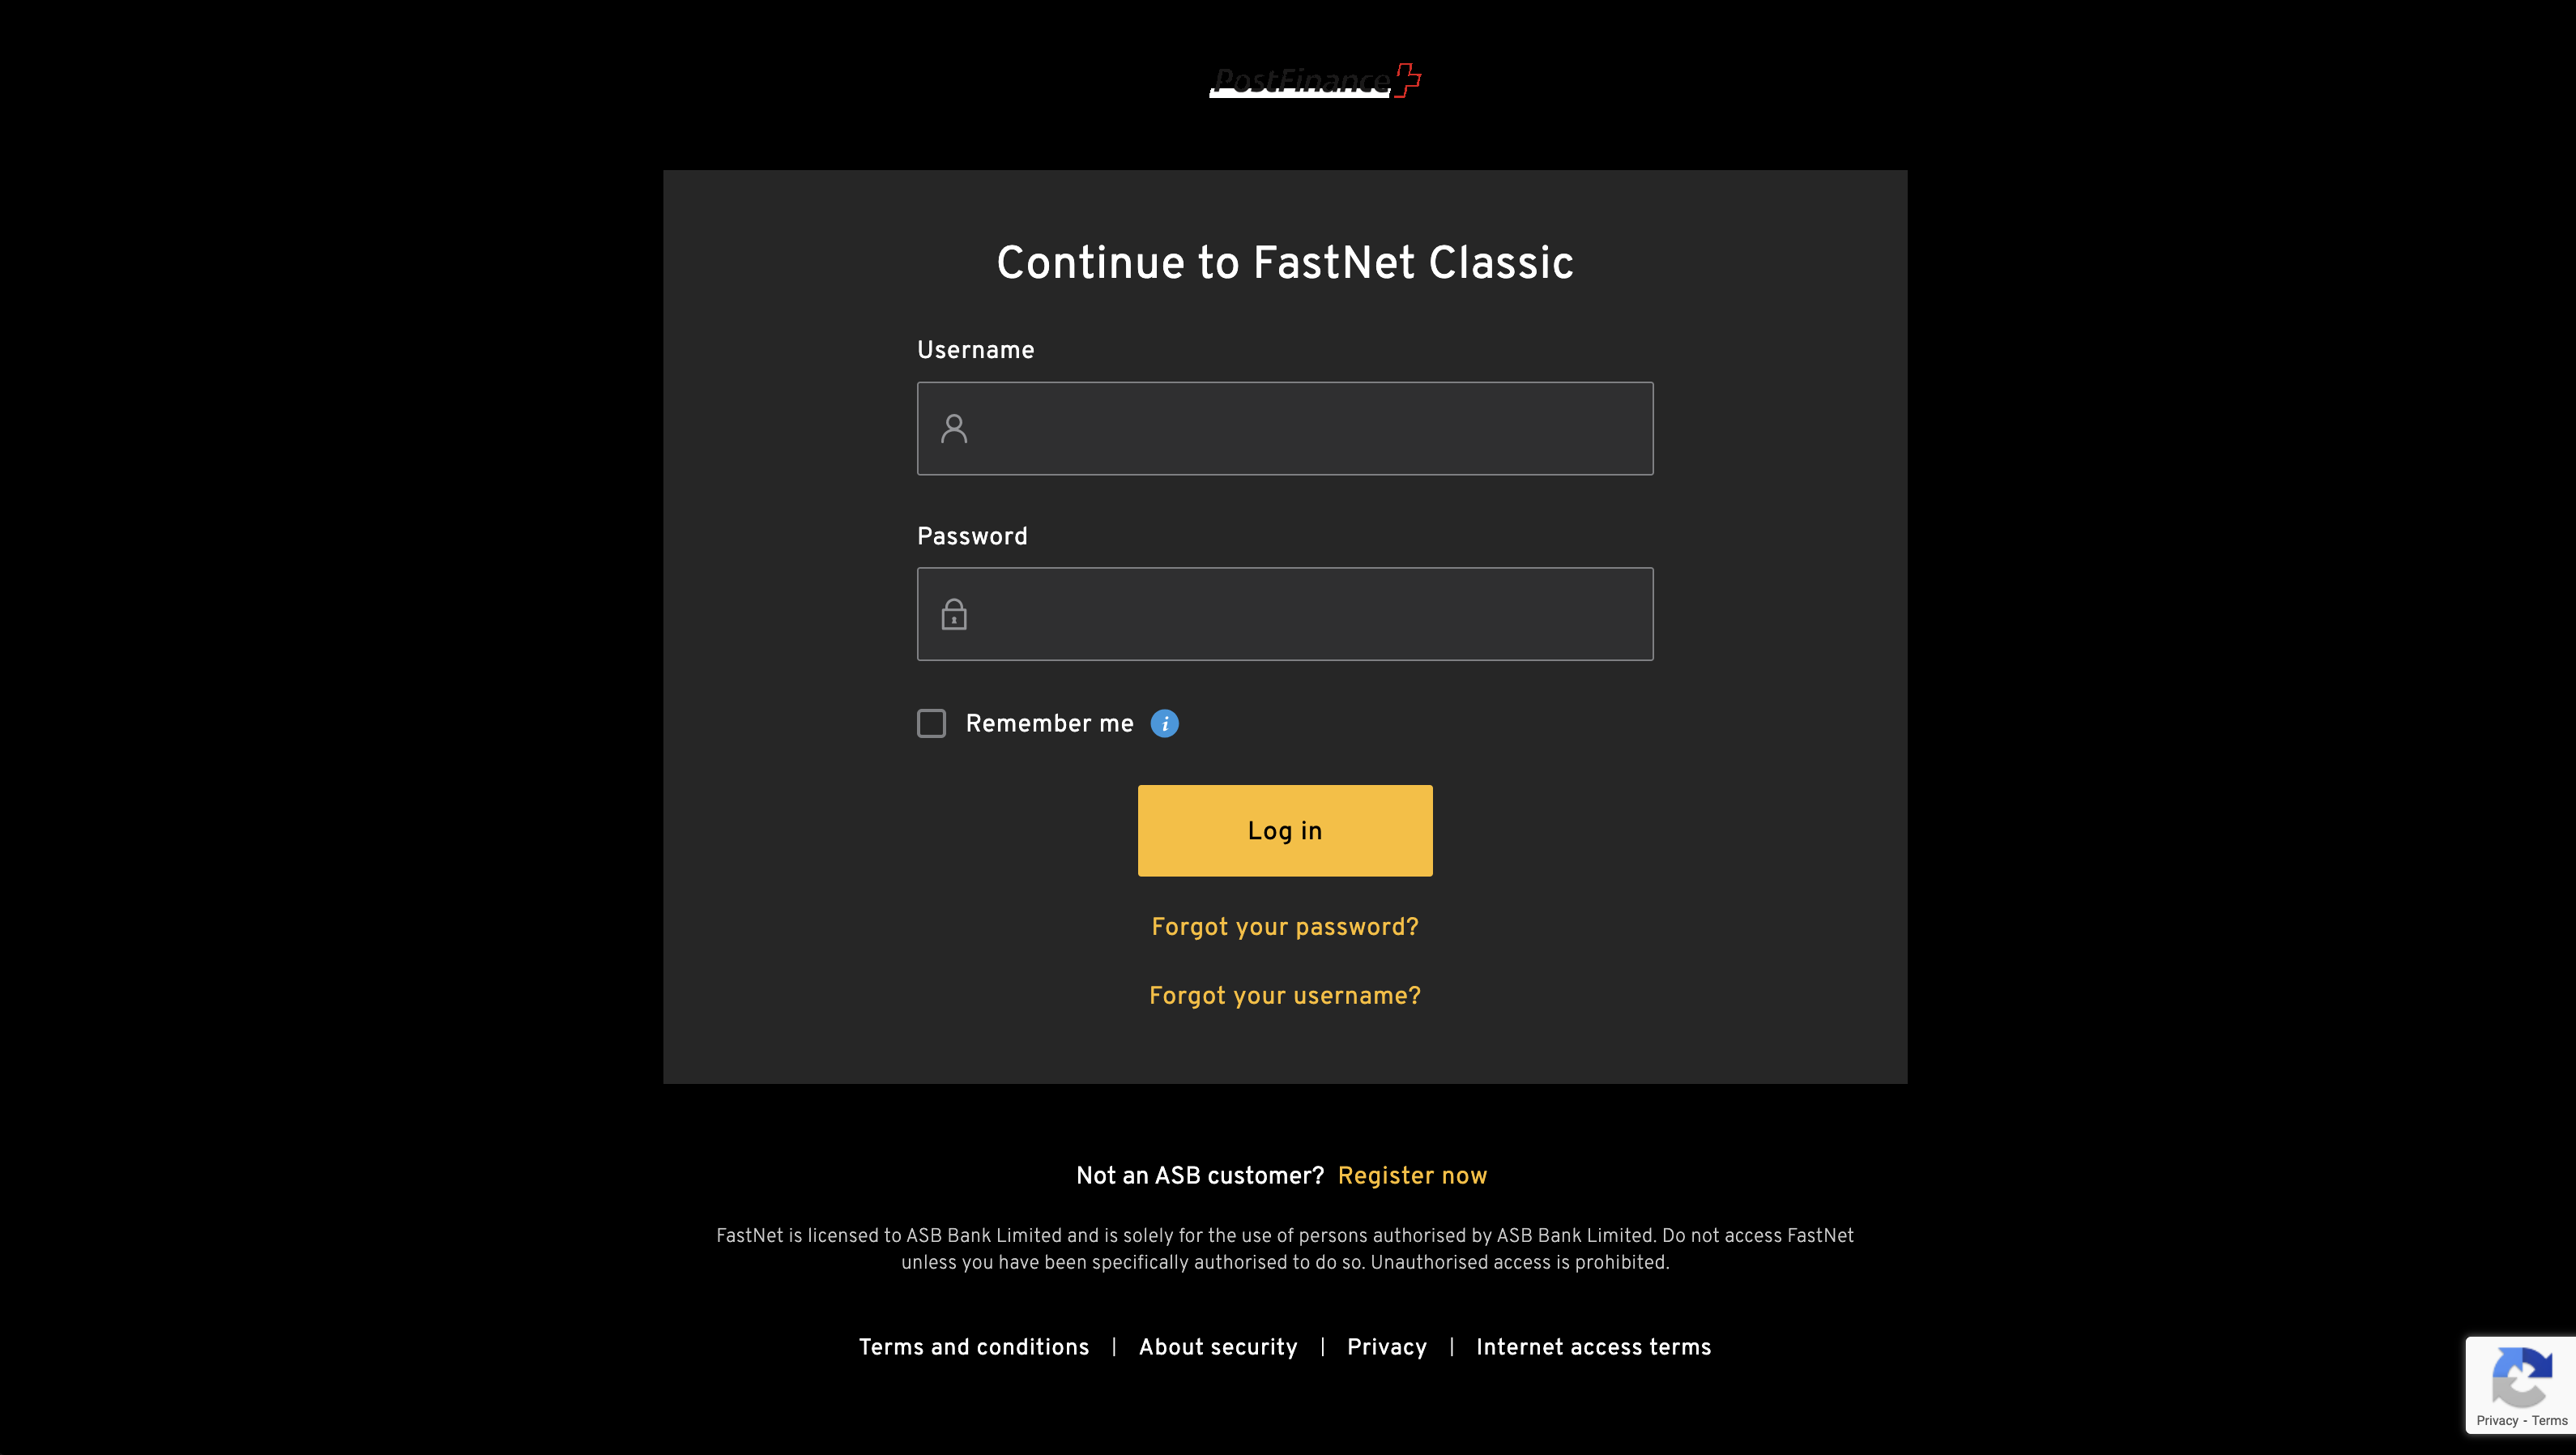 PostFinance
Continue to FastNet Classic
Username
Password
Remember me
Log in
Forgot your password?
Forgot your username?
Not an ASB customer? Register now
FastNet is licensed to ASB Bank Limited and is solely for the use of persons authorised by ASB Bank Limited. Do not access FastNet
unless you have been specifically authorised to do so. Unauthorised access is prohibited.
Terms and conditions | About security | Privacy | Internet access terms
Privacy - Terms